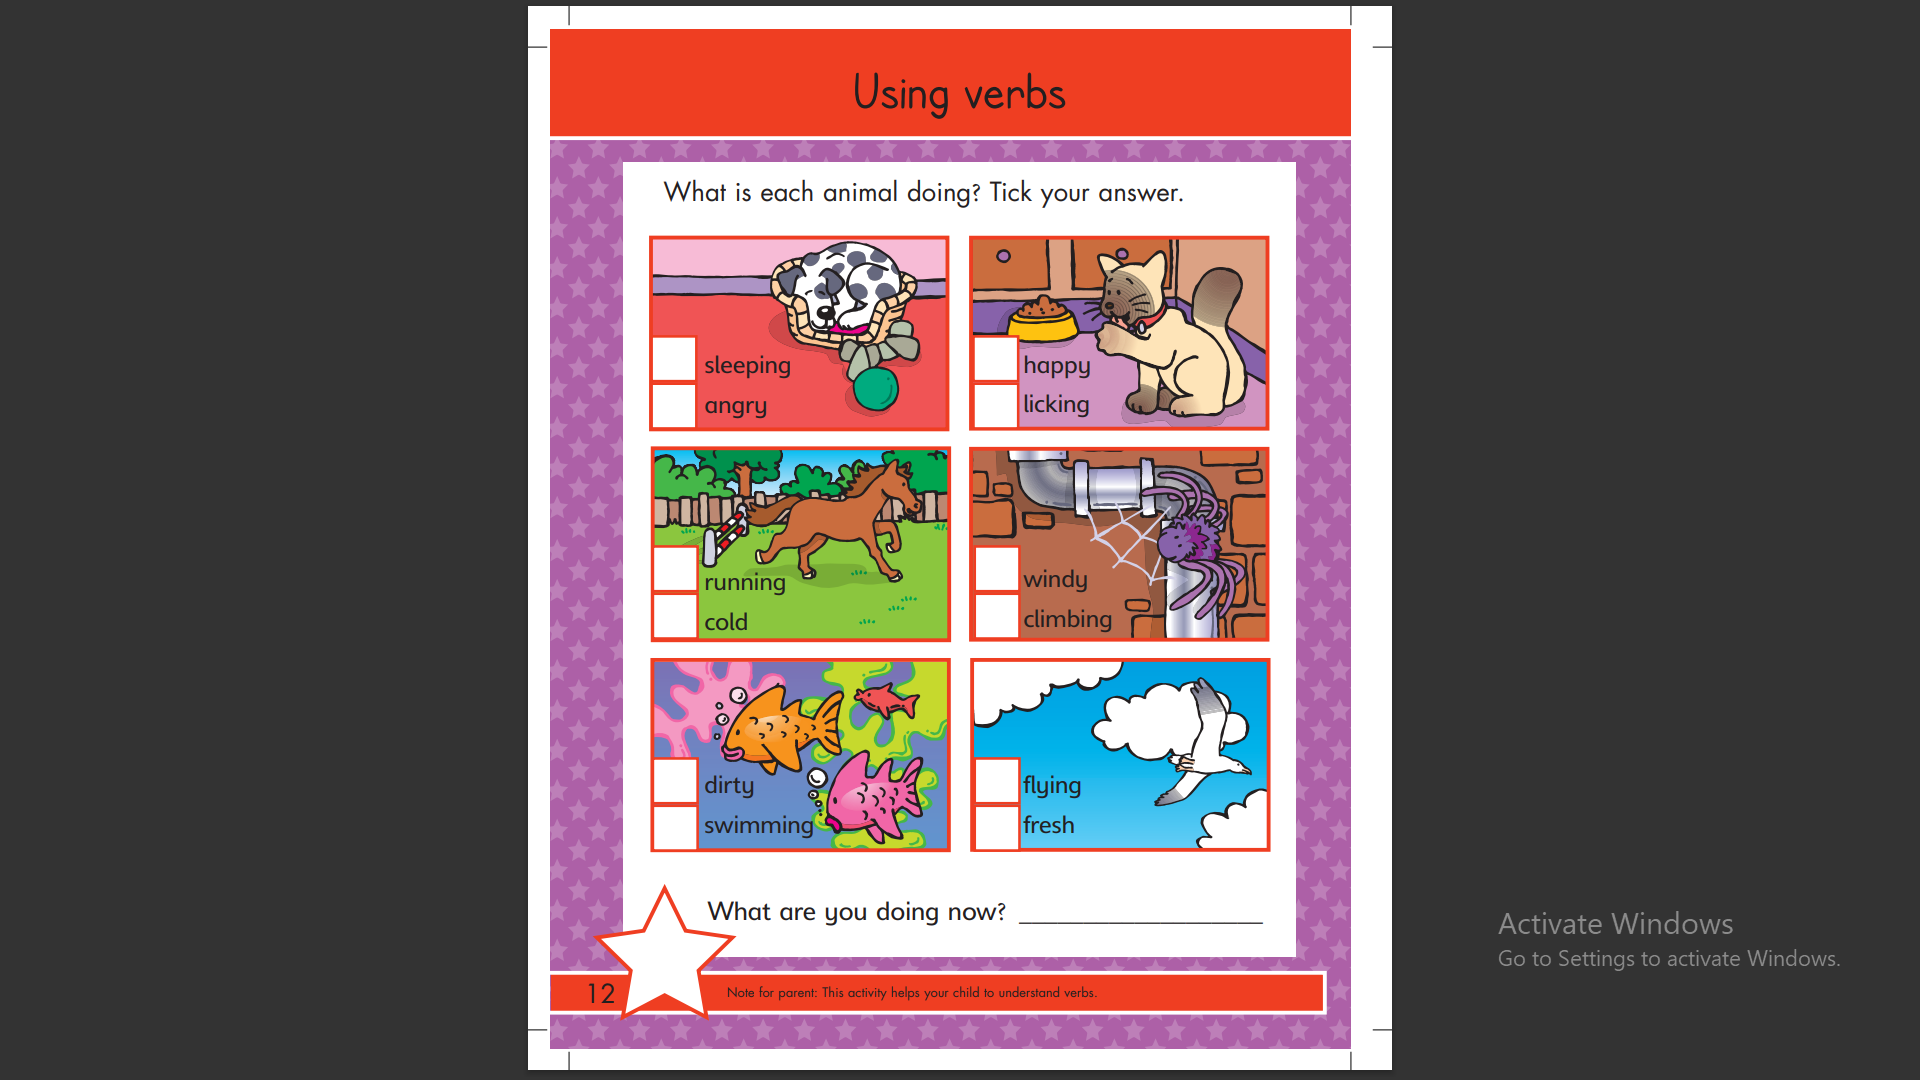 Using verbs
What is each animal doing? Tick your answer.
sleeping
angry
happy
licking
running
cold
windy
climbing
dirty
swimming
flying
fresh
What are you doing now? ____________________
12
Note for parent: This activity helps your child to understand verbs.
Activate Windows
Go to Settings to activate Windows.